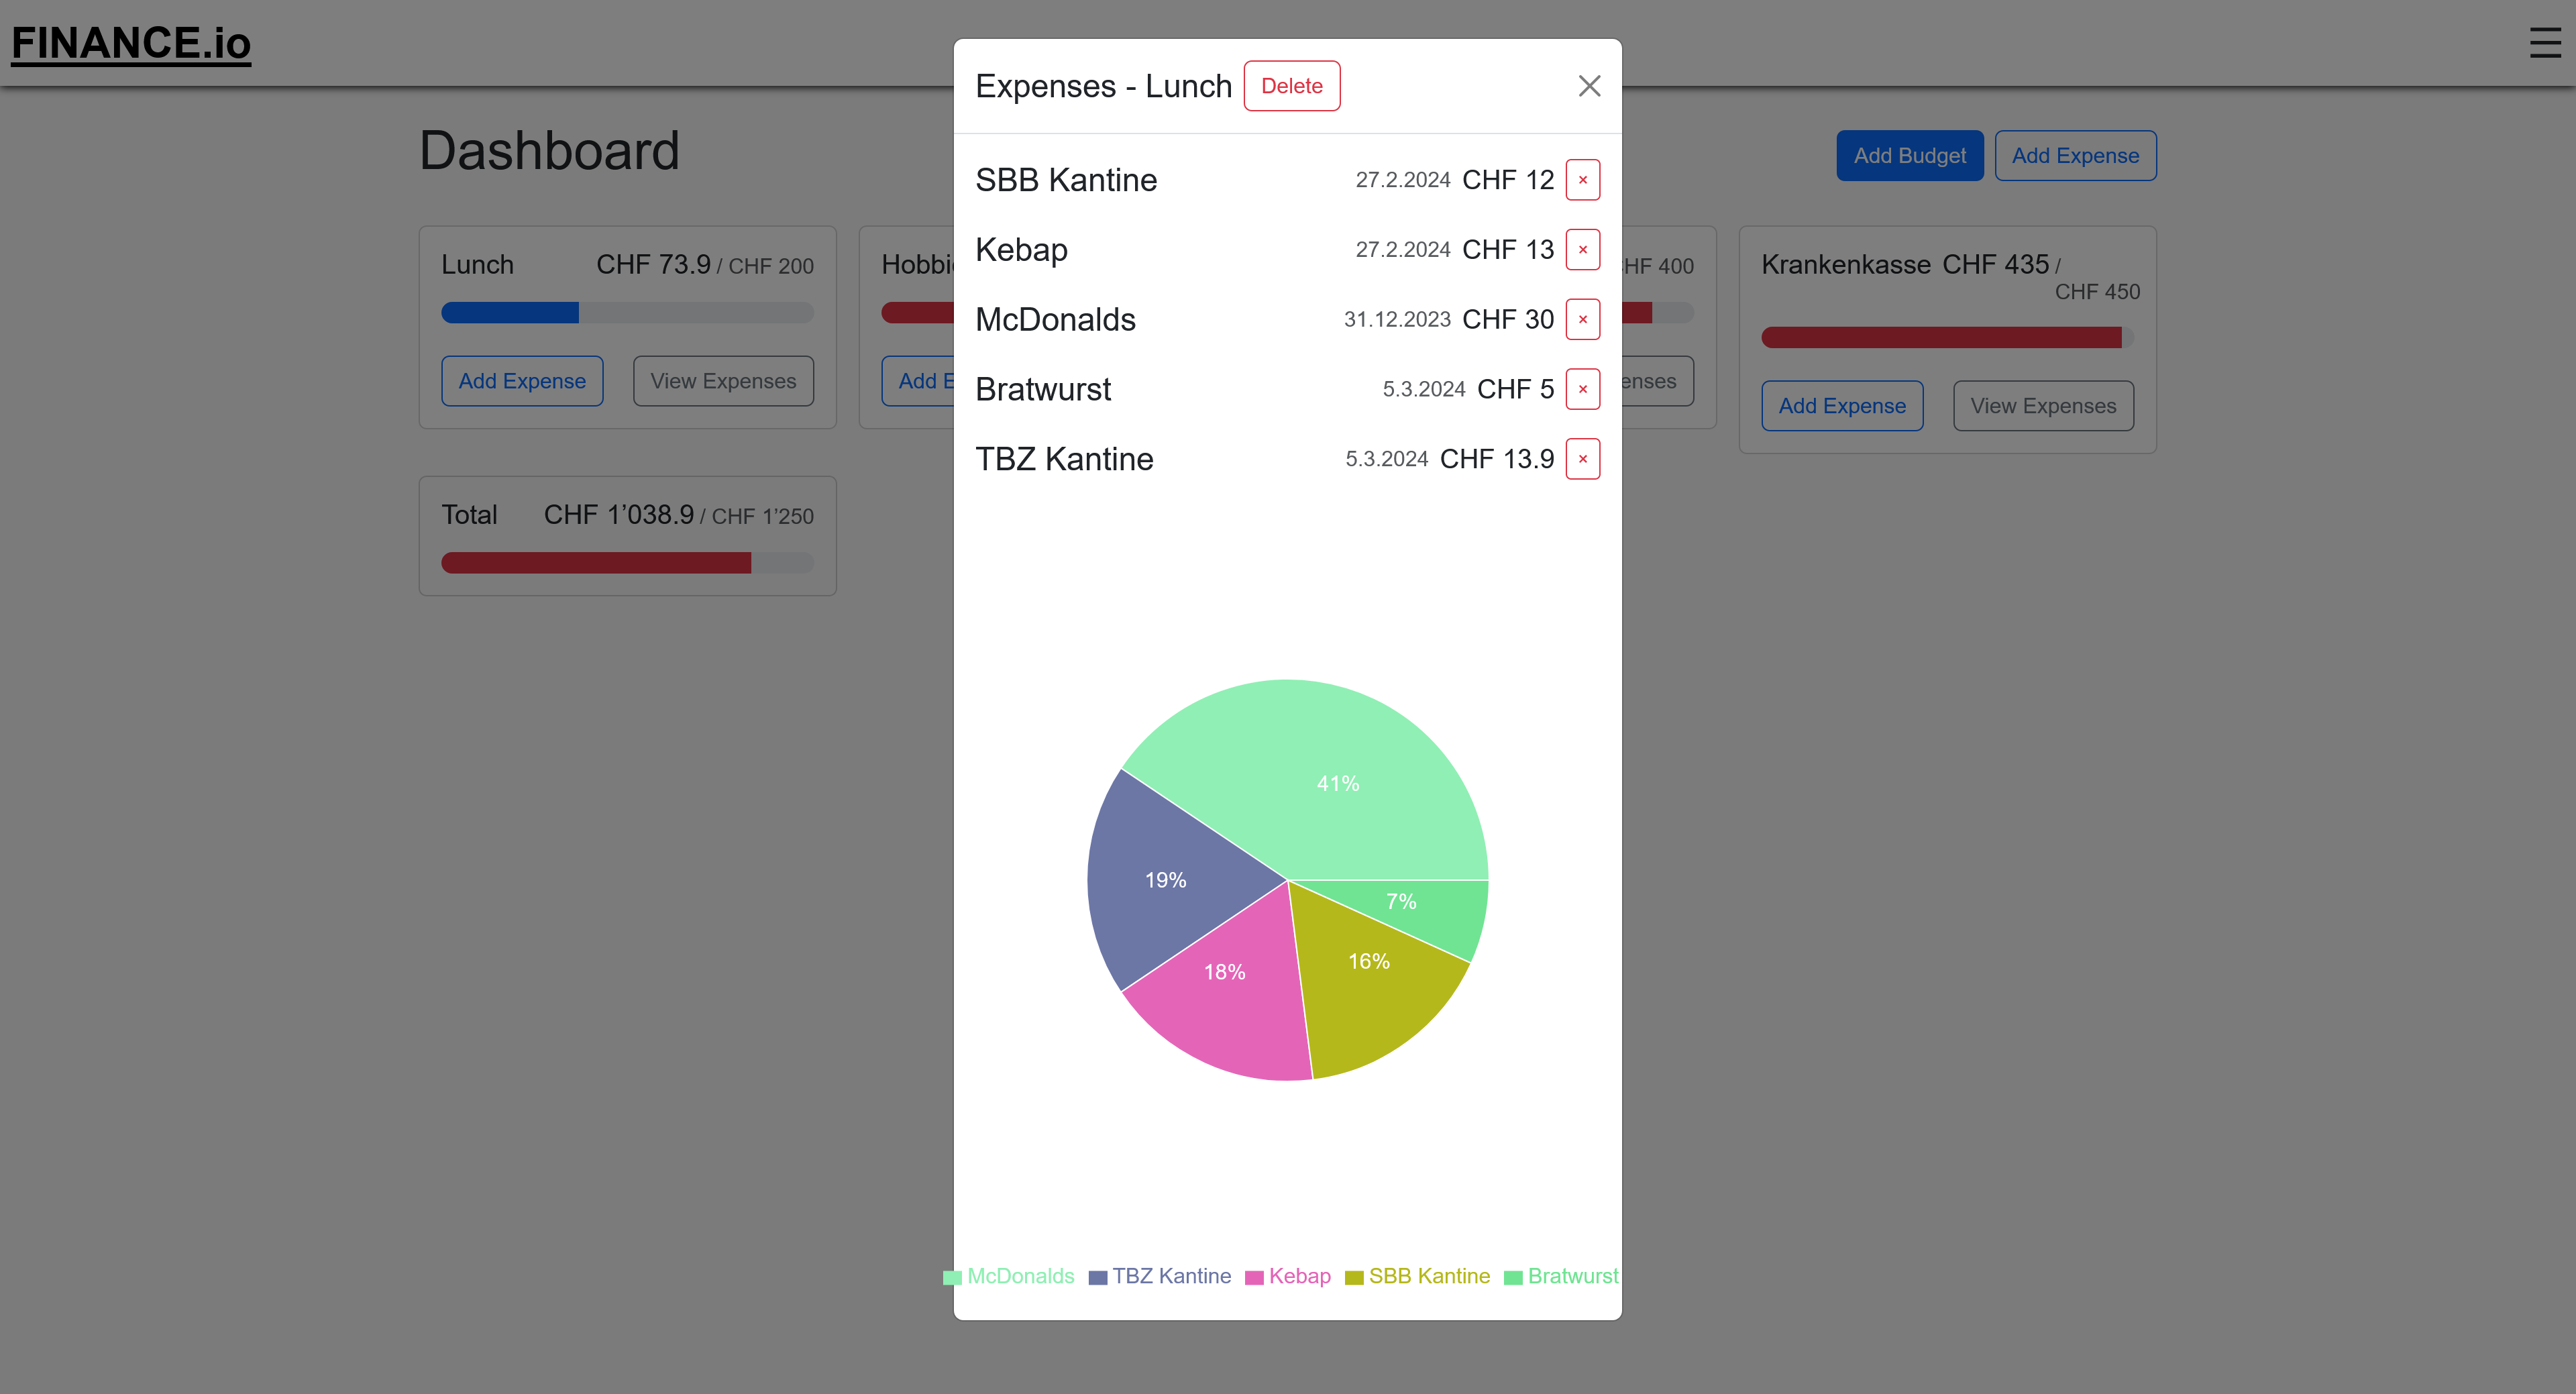 FINANCE.io
Expenses - Lunch Delete
Dashboard
Add Budget Add Expense
SBB Kantine 27.2.2024 CHF 12 ×
Kebap 27.2.2024 CHF 13 ×
McDonalds 31.12.2023 CHF 30 ×
Bratwurst 5.3.2024 CHF 5 ×
TBZ Kantine 5.3.2024 CHF 13.9 ×
Lunch CHF 73.9 / CHF 200
Add Expense View Expenses
CHF 400
Krankenkasse CHF 435 /
CHF 450
Add Expense View Expenses
Total CHF 1’038.9 / CHF 1’250
41%
19%
7%
18%
16%
McDonalds TBZ Kantine Kebap SBB Kantine Bratwurst